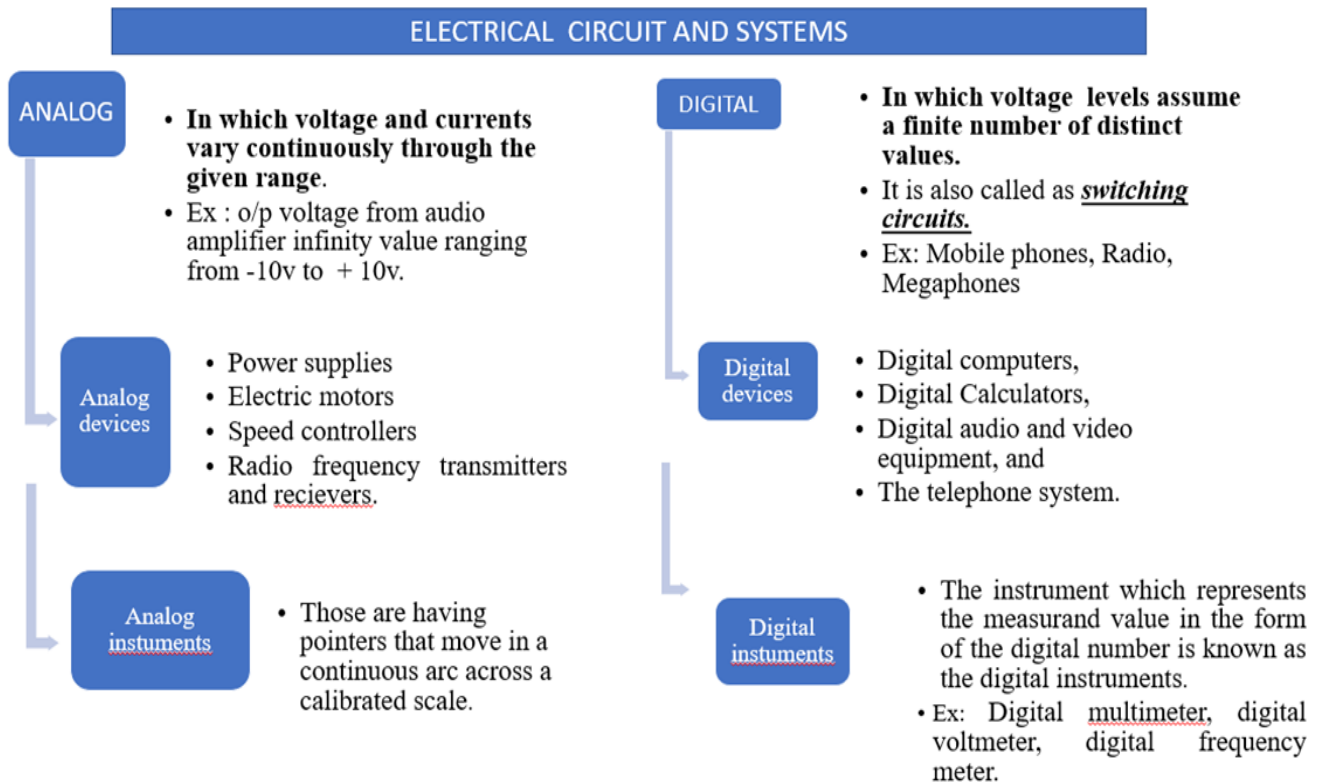 ELECTRICAL CIRCUIT AND SYSTEMS
ANALOG
• In which voltage and currents
vary continuously through the
given range.
• Ex : o/p voltage from audio
amplifier infinity value ranging
from -10v to + 10v.
Analog
devices
• Power supplies
• Electric motors
• Speed controllers
• Radio frequency transmitters
and recievers.
Analog
instuments
• Those are having
pointers that move in a
continuous arc across a
calibrated scale.
DIGITAL
• In which voltage levels assume
a finite number of distinct
values.
• It is also called as switching
circuits.
• Ex: Mobile phones, Radio,
Megaphones
Digital
devices
• Digital computers,
• Digital Calculators,
• Digital audio and video
equipment, and
• The telephone system.
Digital
instuments
• The instrument which represents
the measurand value in the form
of the digital number is known as
the digital instruments.
• Ex: Digital multimeter, digital
voltmeter, digital frequency
meter.